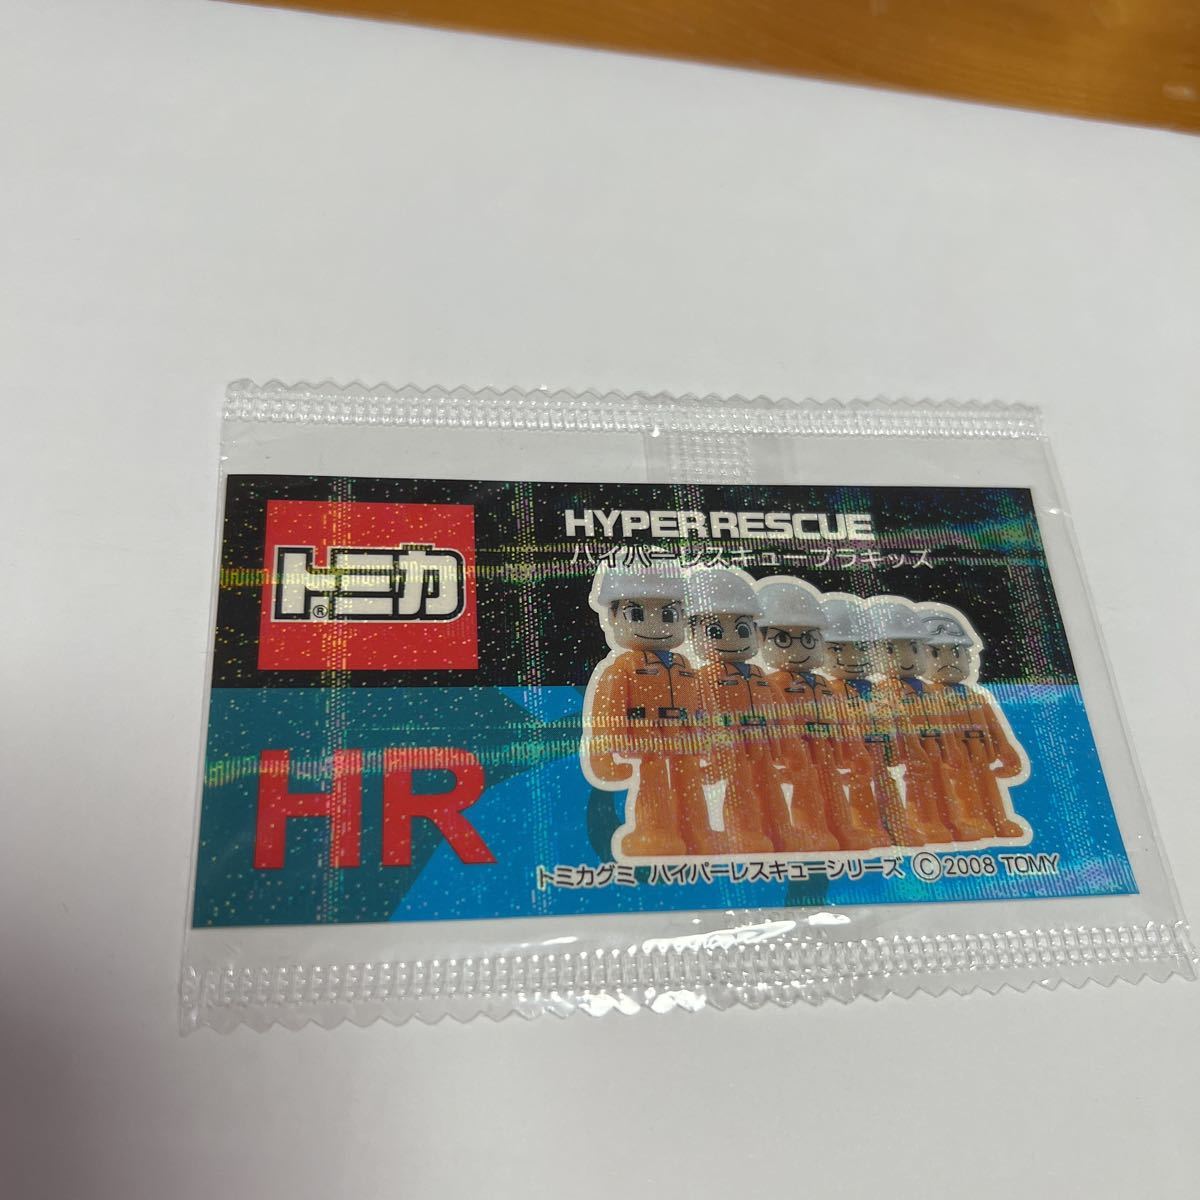 HYPER RESCUE
ハイパーレスキュープラキッズ
トミカ®
HR
トミカグミ ハイパーレスキューシリーズ ©2008 TOMY